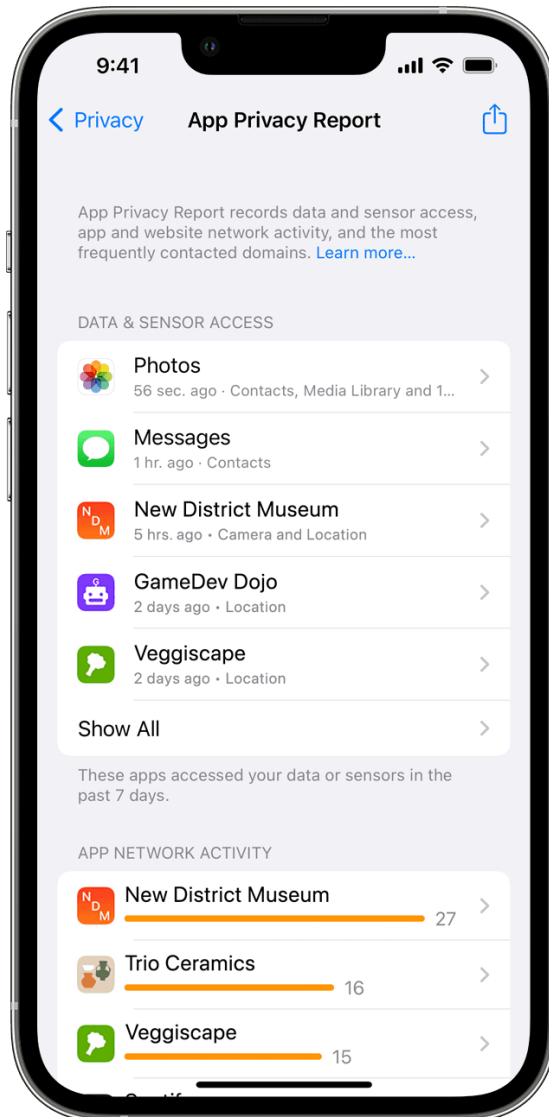 9:41
Privacy
App Privacy Report
App Privacy Report records data and sensor access,
app and website network activity, and the most
frequently contacted domains. Learn more...
DATA & SENSOR ACCESS
Photos
56 sec. ago · Contacts, Media Library and 1...
Messages
1 hr. ago · Contacts
NDM
New District Museum
5 hrs. ago • Camera and Location
G
GameDev Dojo
2 days ago • Location
Veggiscape
2 days ago • Location
Show All
These apps accessed your data or sensors in the
past 7 days.
APP NETWORK ACTIVITY
NDM
New District Museum
27
Trio Ceramics
16
Veggiscape
15